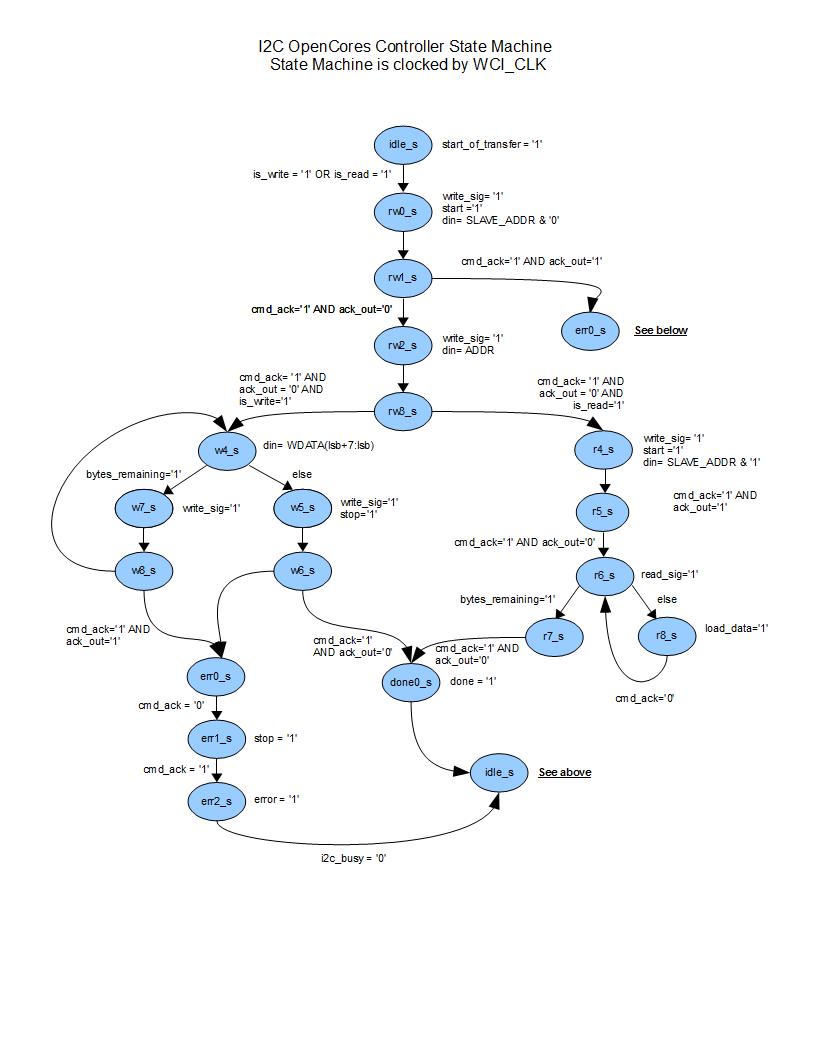 I2C OpenCores Controller State Machine
State Machine is clocked by WCI_CLK
idle_s
start_of_transfer = '1'
is_write = '1' OR is_read = '1'
rw0_s
write_sig= '1'
start ='1'
din= SLAVE_ADDR & '0'
rw1_s
cmd_ack='1' AND ack_out='1'
cmd_ack='1' AND ack_out='0'
err0_s
See below
rw2_s
write_sig= '1'
din= ADDR
cmd_ack= '1' AND
ack_out = '0' AND
is_write='1'
rw3_s
cmd_ack= '1' AND
ack_out = '0' AND
is_read='1'
w4_s
din= WDATA(lsb+7:lsb)
r4_s
write_sig= '1'
start ='1'
din= SLAVE_ADDR & '1'
bytes_remaining='1'
else
w7_s
write_sig='1'
w5_s
write_sig='1'
stop='1'
r5_s
cmd_ack='1' AND
ack_out='1'
cmd_ack='1' AND ack_out='0'
w8_s
w6_s
r6_s
read_sig='1'
bytes_remaining='1'
else
cmd_ack='1' AND
ack_out='1'
cmd_ack='1'
AND ack_out='0'
r7_s
r8_s
load_data='1'
cmd_ack='1' AND
ack_out='0'
err0_s
done0_s
done = '1'
cmd_ack='0'
cmd_ack = '0'
err1_s
stop = '1'
cmd_ack = '1'
idle_s
See above
err2_s
error = '1'
i2c_busy = '0'